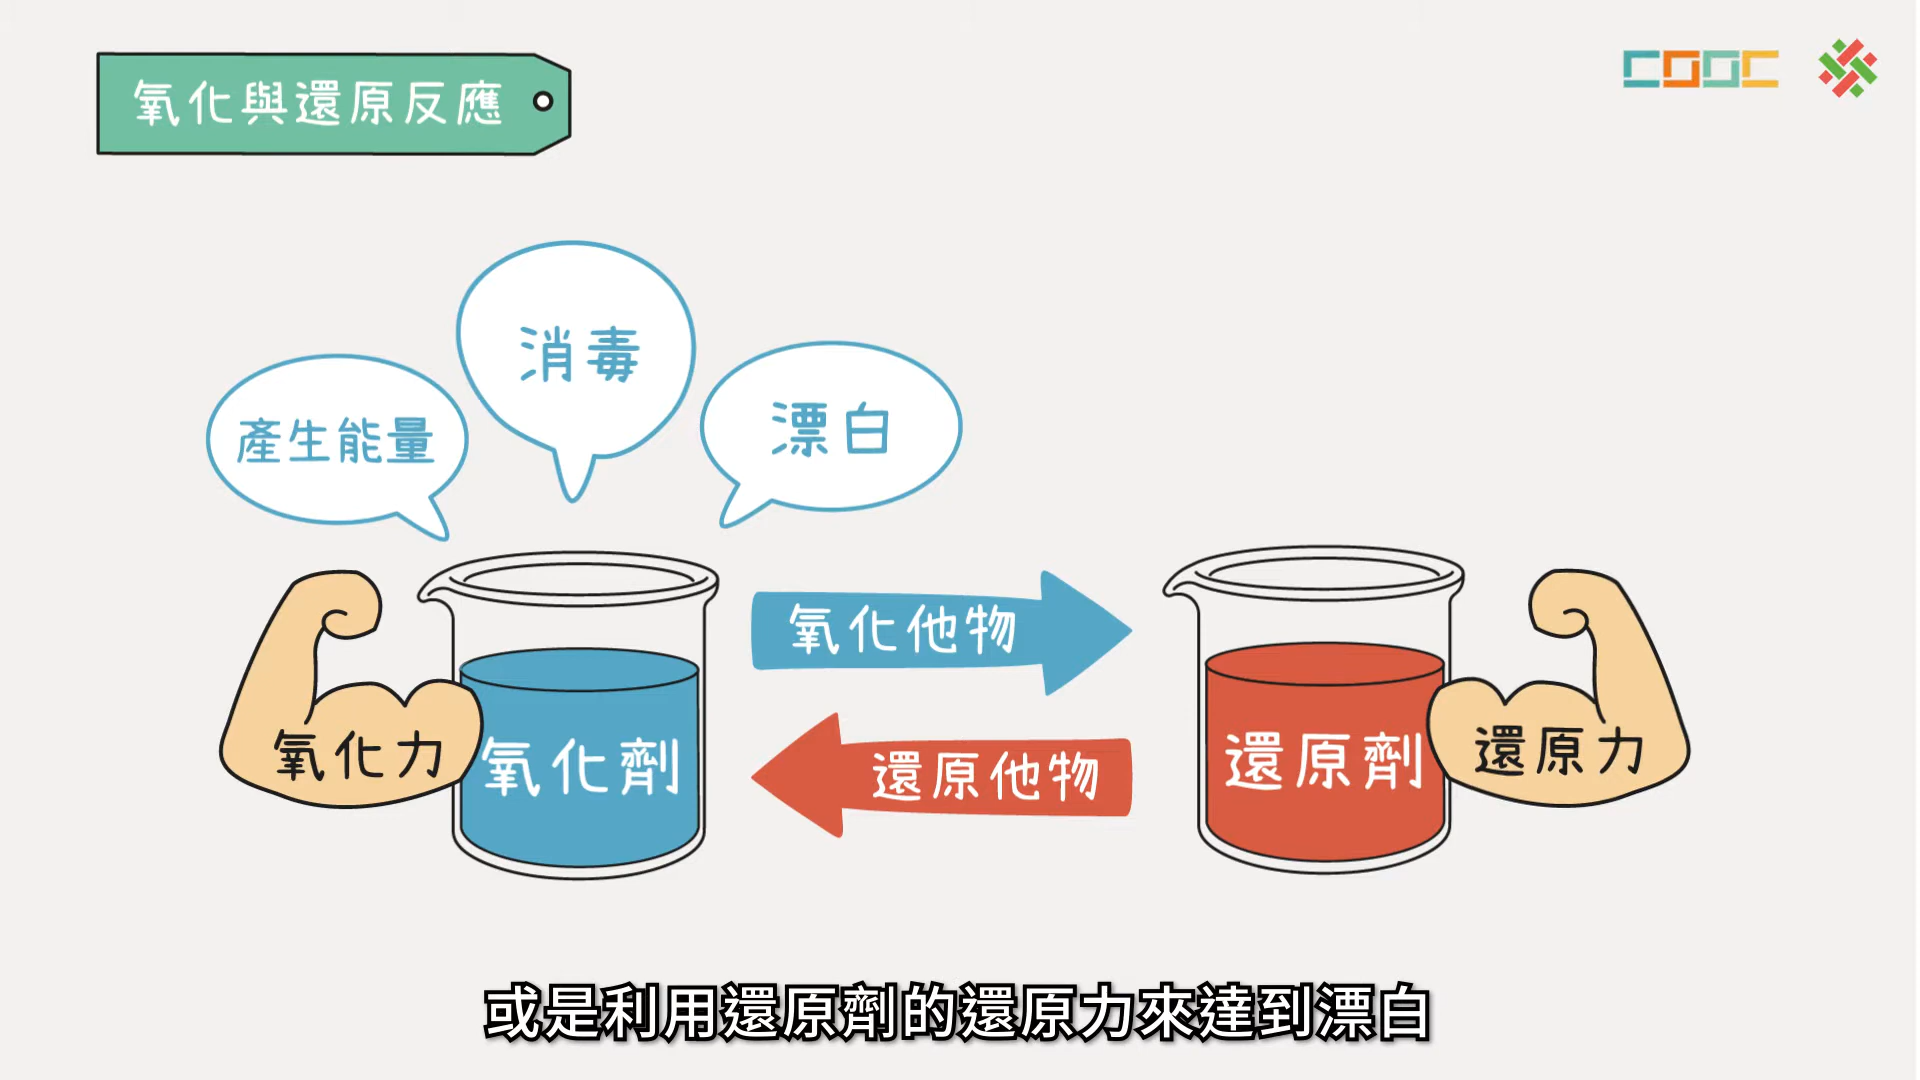 氧化與還原反應
COOC
消毒
產生能量
漂白
氧化他物
氧化力
氧化劑
還原他物
還原劑
還原力
或是利用還原劑的還原力來達到漂白